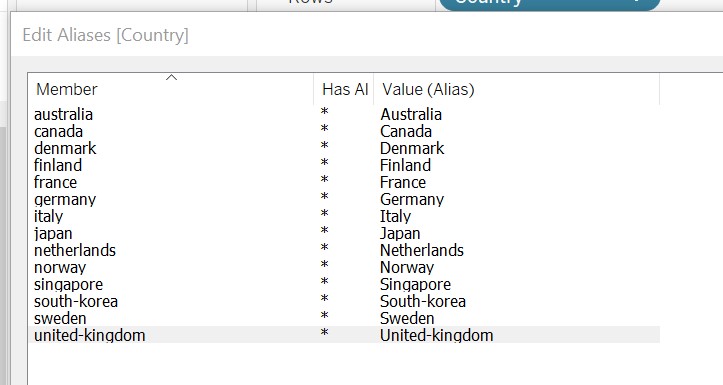 Rows Country
Edit Aliases [Country]
Member Has Al Value (Alias)
australia * Australia
canada * Canada
denmark * Denmark
finland * Finland
france * France
germany * Germany
italy * Italy
japan * Japan
netherlands * Netherlands
norway * Norway
singapore * Singapore
south-korea * South-korea
sweden * Sweden
united-kingdom * United-kingdom